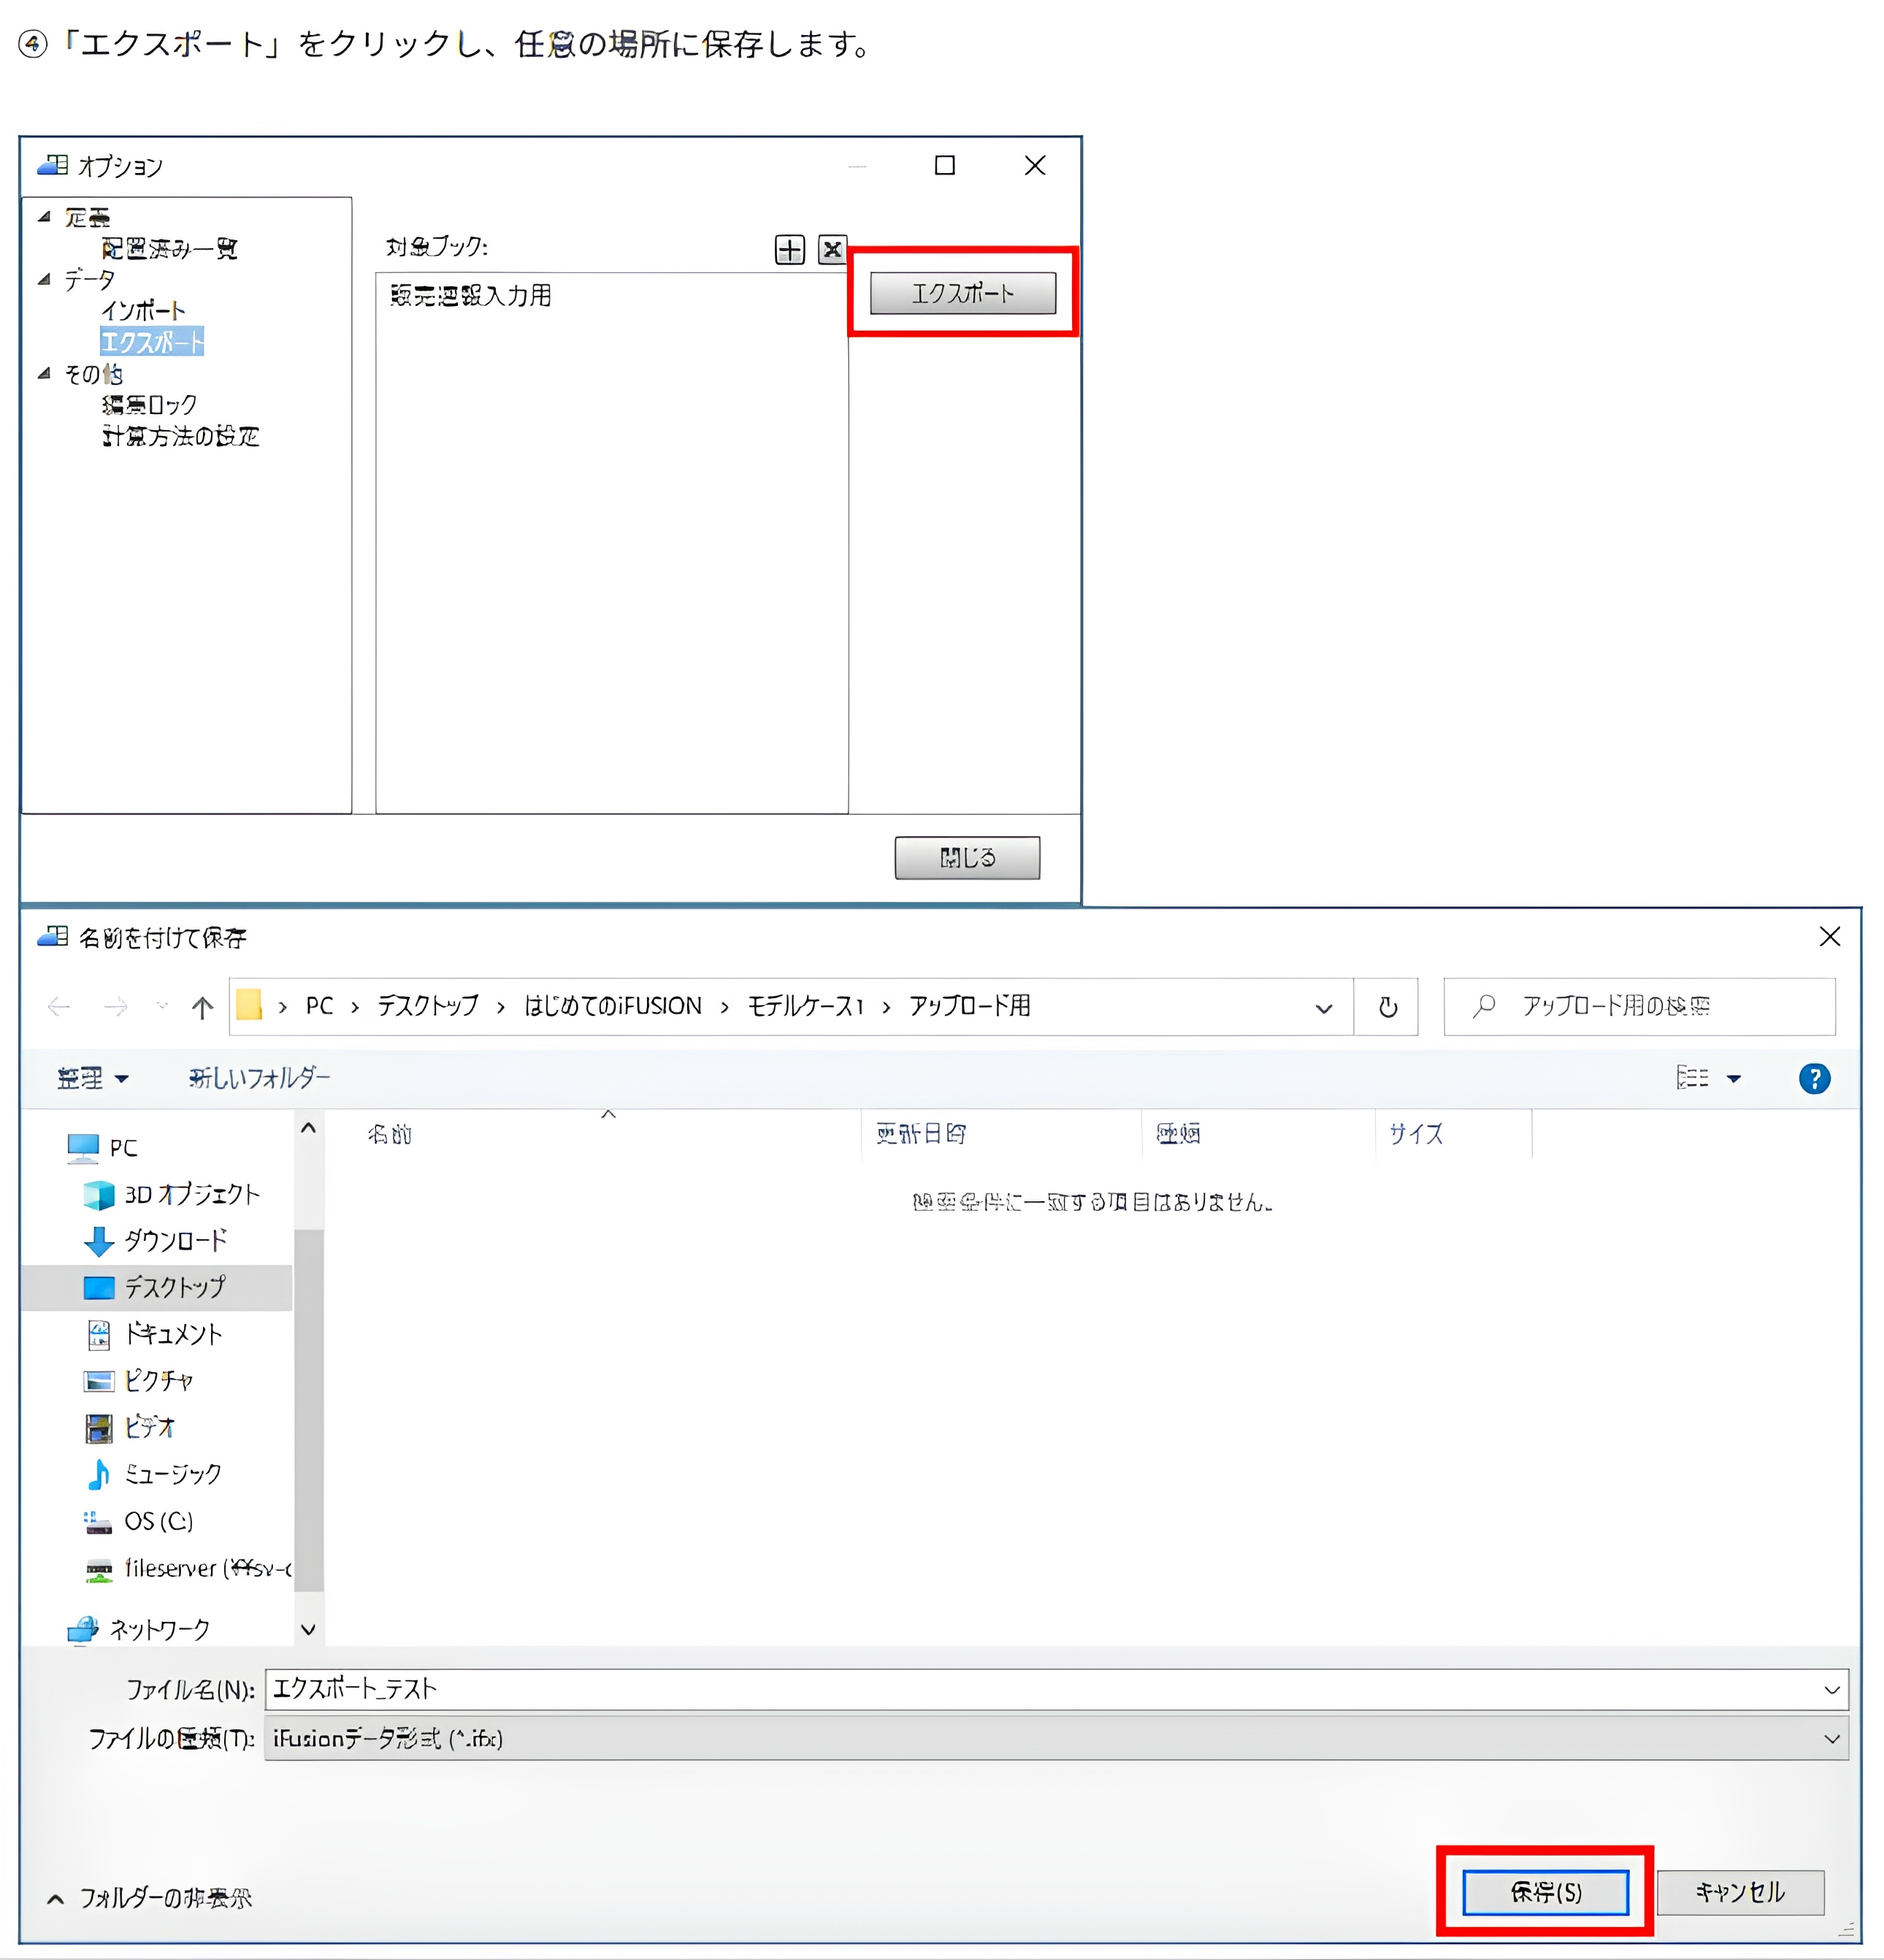 ④「エクスポート」をクリックし、任意の場所に保存します。
オプション
定義
配置済み一覧
データ
インポート
エクスポート
その他
編集ロック
計算方法の設定
対象ブック:
販売週報入力用
エクスポート
閉じる
名前を付けて保存
PC › デスクトップ › はじめてのiFUSION › モデルケース1 › アップロード用
アップロード用の検索
整理
新しいフォルダー
名前 更新日時 種類 サイズ
検索条件に一致する項目はありません。
PC
3D オブジェクト
ダウンロード
デスクトップ
ドキュメント
ピクチャ
ビデオ
ミュージック
OS (C:)
fileserver (¥¥sv-c
ネットワーク
ファイル名(N): エクスポート_テスト
ファイルの種類(T): iFusionデータ形式
フォルダーの非表示
保存(S)
キャンセル